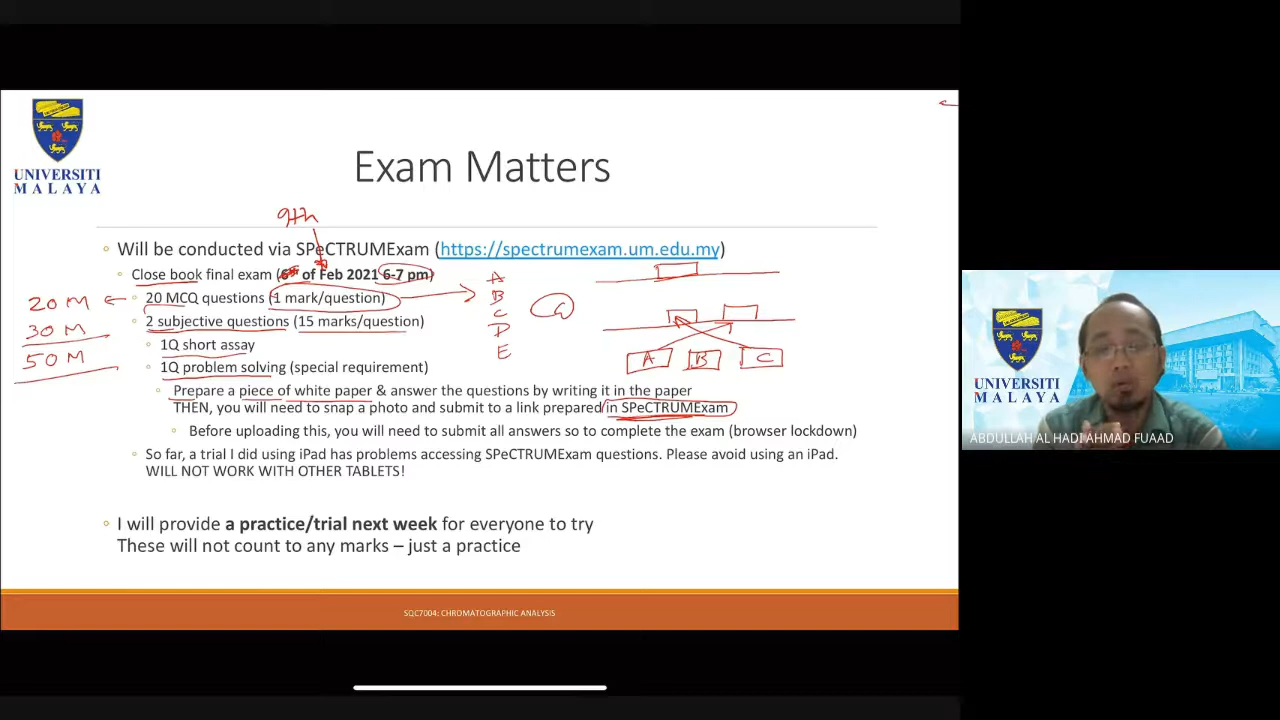 UNIVERSITI
MALAYA
Exam Matters
9th
Will be conducted via SPeCTRUMExam (https://spectrumexam.um.edu.my)
Close book final exam (6th of Feb 2021 6-7 pm)
20 MCQ questions (1 mark/question)
2 subjective questions (15 marks/question)
1Q short assay
1Q problem solving (special requirement)
Prepare a piece of white paper & answer the questions by writing it in the paper
THEN, you will need to snap a photo and submit to a link prepared in SPeCTRUMExam
Before uploading this, you will need to submit all answers so to complete the exam (browser lockdown)
So far, a trial I did using iPad has problems accessing SPeCTRUMExam questions. Please avoid using an iPad.
WILL NOT WORK WITH OTHER TABLETS!
I will provide a practice/trial next week for everyone to try
These will not count to any marks – just a practice
20 M
30 M
50 M
A
B
C
D
E
a
A B C
SQC7004: CHROMATOGRAPHIC ANALYSIS
UNIVERSITI
MALAYA
ABDULLAH AL HADI AHMAD FUAAD